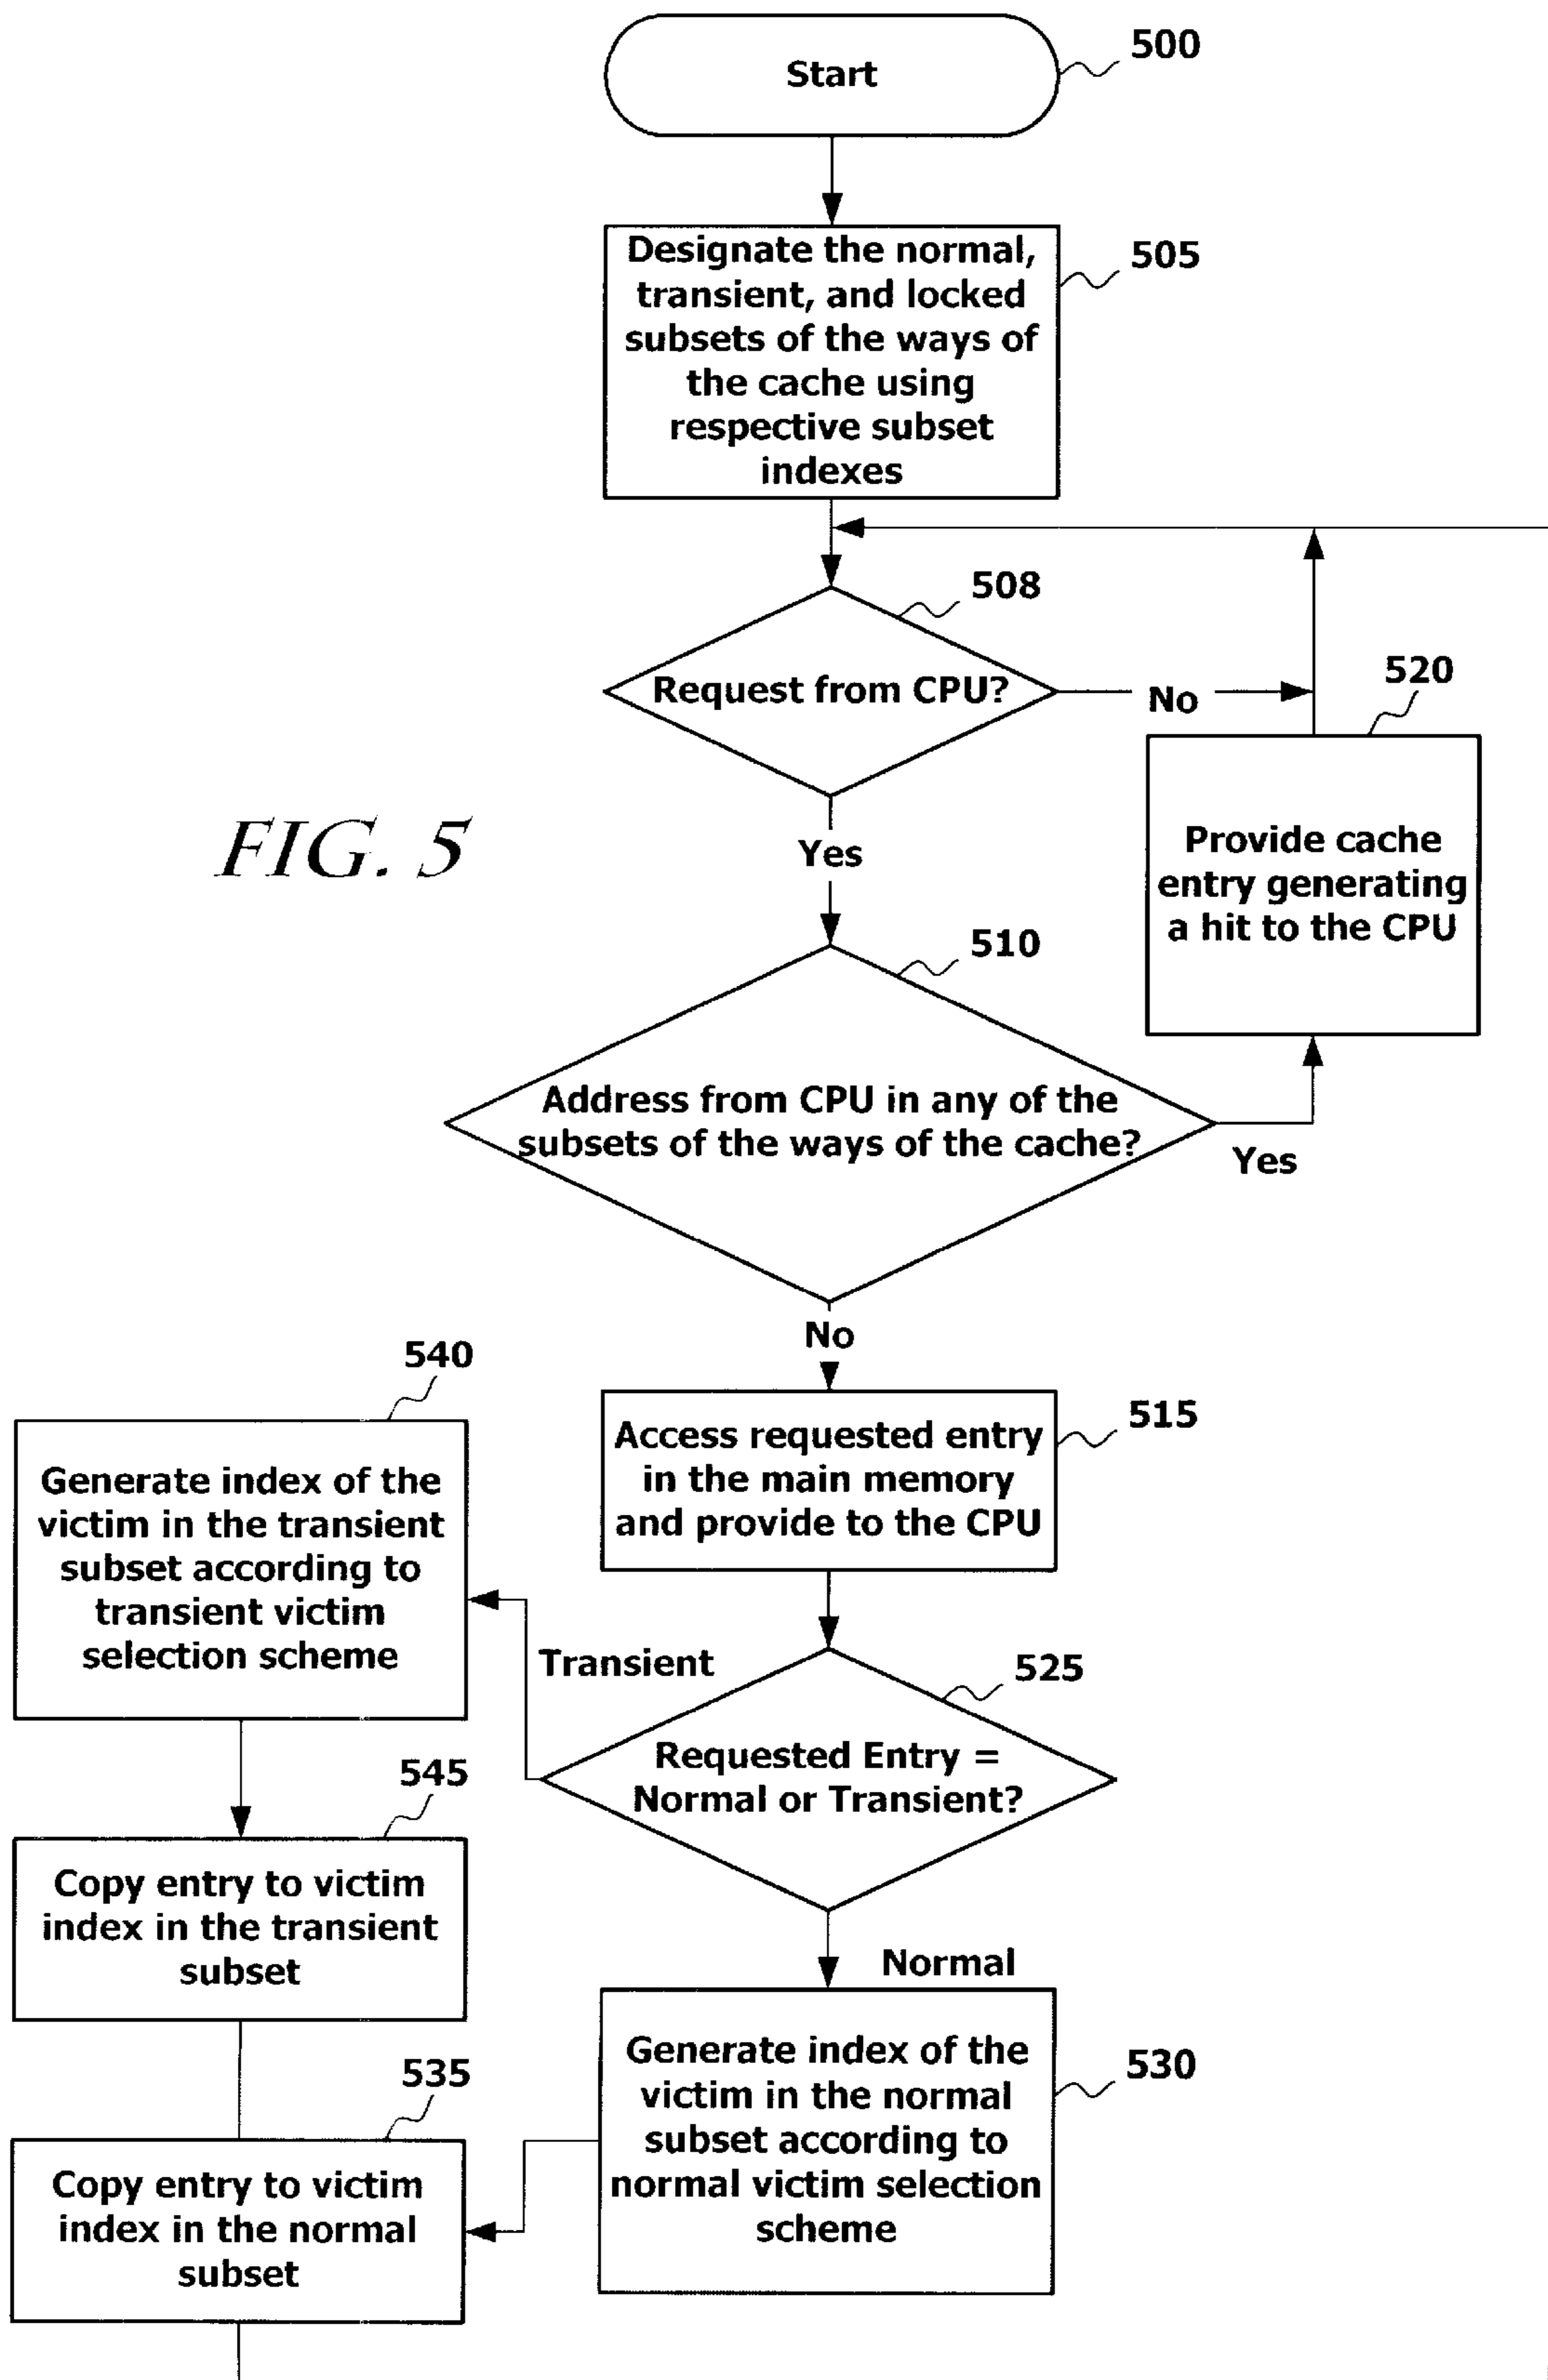 Start
500
Designate the normal,
transient, and locked
subsets of the ways of
the cache using
respective subset
indexes
505
508
Request from CPU?
No
520
Provide cache
entry generating
a hit to the CPU
FIG. 5
Yes
510
Address from CPU in any of the
subsets of the ways of the cache?
Yes
No
515
Access requested entry
in the main memory
and provide to the CPU
540
Generate index of the
victim in the transient
subset according to
transient victim
selection scheme
Transient
525
Requested Entry =
Normal or Transient?
545
Copy entry to victim
index in the transient
subset
Normal
530
Generate index of the
victim in the normal
subset according to
normal victim selection
scheme
535
Copy entry to victim
index in the normal
subset